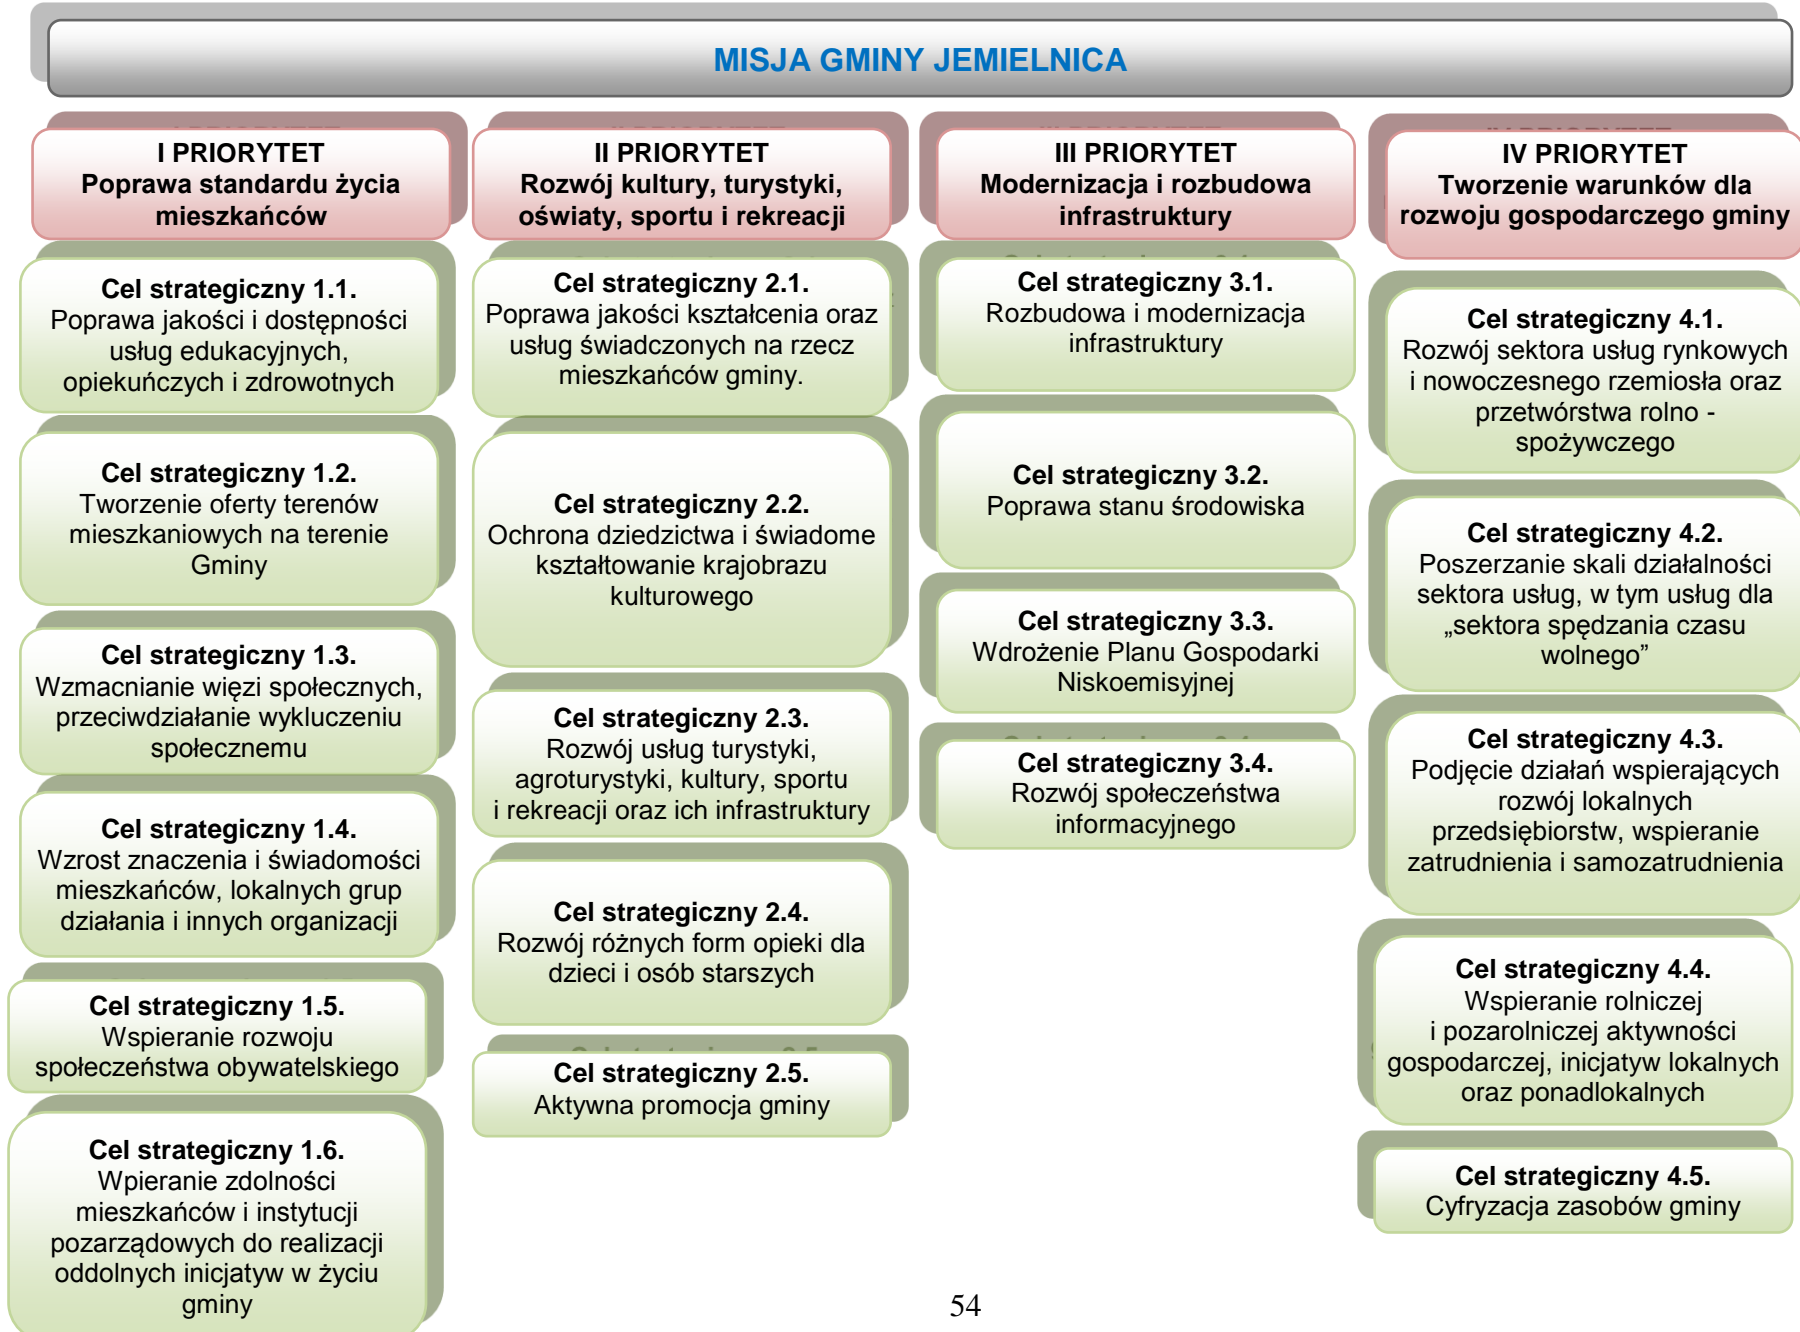 MISJA GMINY JEMIELNICA
I PRIORYTET
Poprawa standardu życia
mieszkańców
Cel strategiczny 1.1.
Poprawa jakości i dostępności
usług edukacyjnych,
opiekuńczych i zdrowotnych
Cel strategiczny 1.2.
Tworzenie oferty terenów
mieszkaniowych na terenie
Gminy
Cel strategiczny 1.3.
Wzmacnianie więzi społecznych,
przeciwdziałanie wykluczeniu
społecznemu
Cel strategiczny 1.4.
Wzrost znaczenia i świadomości
mieszkańców, lokalnych grup
działania i innych organizacji
Cel strategiczny 1.5.
Wspieranie rozwoju
społeczeństwa obywatelskiego
Cel strategiczny 1.6.
Wpieranie zdolności
mieszkańców i instytucji
pozarządowych do realizacji
oddolnych inicjatyw w życiu
gminy
II PRIORYTET
Rozwój kultury, turystyki,
oświaty, sportu i rekreacji
Cel strategiczny 2.1.
Poprawa jakości kształcenia oraz
usług świadczonych na rzecz
mieszkańców gminy.
Cel strategiczny 2.2.
Ochrona dziedzictwa i świadome
kształtowanie krajobrazu
kulturowego
Cel strategiczny 2.3.
Rozwój usług turystyki,
agroturystyki, kultury, sportu
i rekreacji oraz ich infrastruktury
Cel strategiczny 2.4.
Rozwój różnych form opieki dla
dzieci i osób starszych
Cel strategiczny 2.5.
Aktywna promocja gminy
III PRIORYTET
Modernizacja i rozbudowa
infrastruktury
Cel strategiczny 3.1.
Rozbudowa i modernizacja
infrastruktury
Cel strategiczny 3.2.
Poprawa stanu środowiska
Cel strategiczny 3.3.
Wdrożenie Planu Gospodarki
Niskoemisyjnej
Cel strategiczny 3.4.
Rozwój społeczeństwa
informacyjnego
IV PRIORYTET
Tworzenie warunków dla
rozwoju gospodarczego gminy
Cel strategiczny 4.1.
Rozwój sektora usług rynkowych
i nowoczesnego rzemiosła oraz
przetwórstwa rolno -
spożywczego
Cel strategiczny 4.2.
Poszerzanie skali działalności
sektora usług, w tym usług dla
„sektora spędzania czasu
wolnego”
Cel strategiczny 4.3.
Podjęcie działań wspierających
rozwój lokalnych
przedsiębiorstw, wspieranie
zatrudnienia i samozatrudnienia
Cel strategiczny 4.4.
Wspieranie rolniczej
i pozarolniczej aktywności
gospodarczej, inicjatyw lokalnych
oraz ponadlokalnych
Cel strategiczny 4.5.
Cyfryzacja zasobów gminy
54